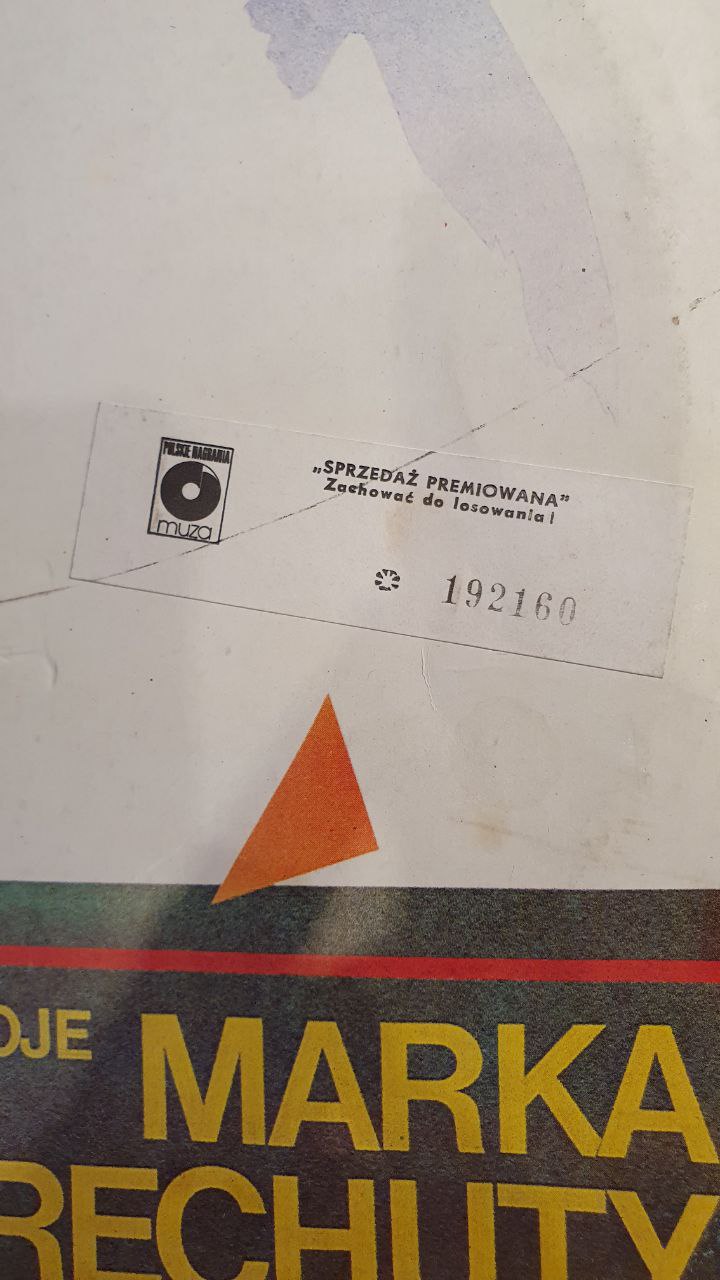 POLSKIE NAGRANIA
muza
„SPRZEDAŻ PREMIOWANA”
Zachować do losowania!
192160
OJE MARKA
RECHUTY